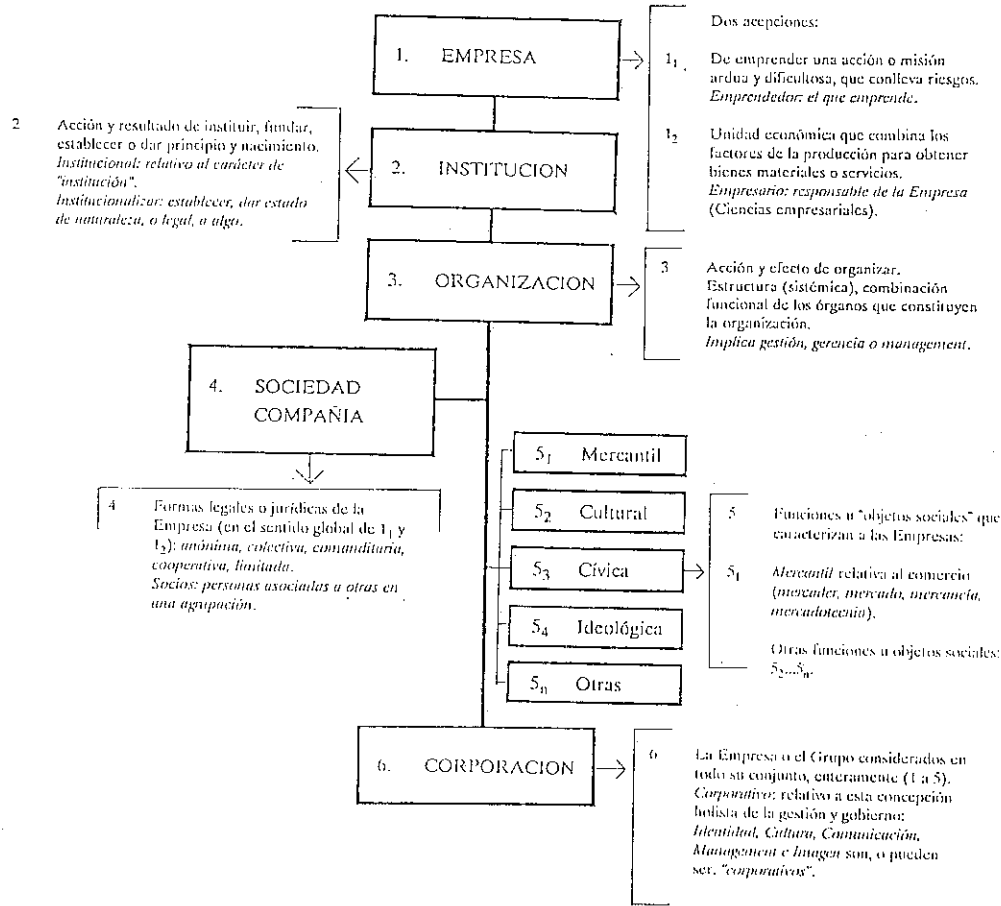 1. EMPRESA
Dos acepciones:
1₁ De emprender una acción o misión
ardua y dificultosa, que conlleva riesgos.
Emprendedor: el que emprende.
1₂ Unidad económica que combina los
factores de la producción para obtener
bienes materiales o servicios.
Empresario: responsable de la Empresa
(Ciencias empresariales).
2 Acción y resultado de instituir, fundar,
establecer o dar principio y nacimiento.
Institucional: relativo al carácter de
"institución".
Institucionalizar: establecer, dar estado
de naturaleza, o legal, a algo.
2. INSTITUCION
3. ORGANIZACION
3 Acción y efecto de organizar.
Estructura (sistémica), combinación
funcional de los órganos que constituyen
la organización.
Implica gestión, gerencia o management.
4. SOCIEDAD
COMPAÑIA
4 Formas legales o jurídicas de la
Empresa (en el sentido global de 1₁ y
1₂): anónima, colectiva, comanditaria,
cooperativa, limitada.
Socios: personas asociadas a otras en
una agrupación.
5₁ Mercantil
5₂ Cultural
5₃ Cívica
5₄ Ideológica
5ₙ Otras
5 Funciones u "objetos sociales" que
caracterizan a las Empresas:
5₁ Mercantil relativa al comercio
(mercader, mercado, mercancía,
mercadotecnia).
Otras funciones u objetos sociales:
5₂...5ₙ.
6. CORPORACION
6 La Empresa o el Grupo considerados en
todo su conjunto, enteramente (1 a 5).
Corporativo: relativo a esta concepción
holista de la gestión y gobierno:
Identidad, Cultura, Comunicación,
Management e Imagen son, o pueden
ser, "corporativos".